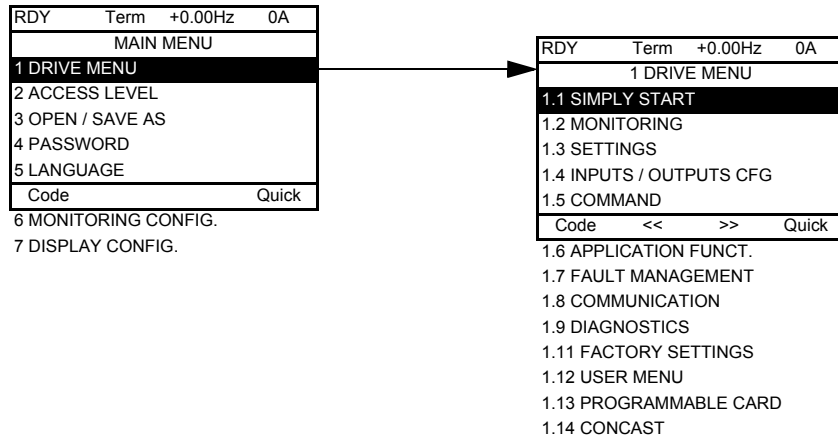 RDY Term +0.00Hz 0A
MAIN MENU
1 DRIVE MENU
2 ACCESS LEVEL
3 OPEN / SAVE AS
4 PASSWORD
5 LANGUAGE
Code Quick
6 MONITORING CONFIG.
7 DISPLAY CONFIG.
RDY Term +0.00Hz 0A
1 DRIVE MENU
1.1 SIMPLY START
1.2 MONITORING
1.3 SETTINGS
1.4 INPUTS / OUTPUTS CFG
1.5 COMMAND
Code << >> Quick
1.6 APPLICATION FUNCT.
1.7 FAULT MANAGEMENT
1.8 COMMUNICATION
1.9 DIAGNOSTICS
1.11 FACTORY SETTINGS
1.12 USER MENU
1.13 PROGRAMMABLE CARD
1.14 CONCAST